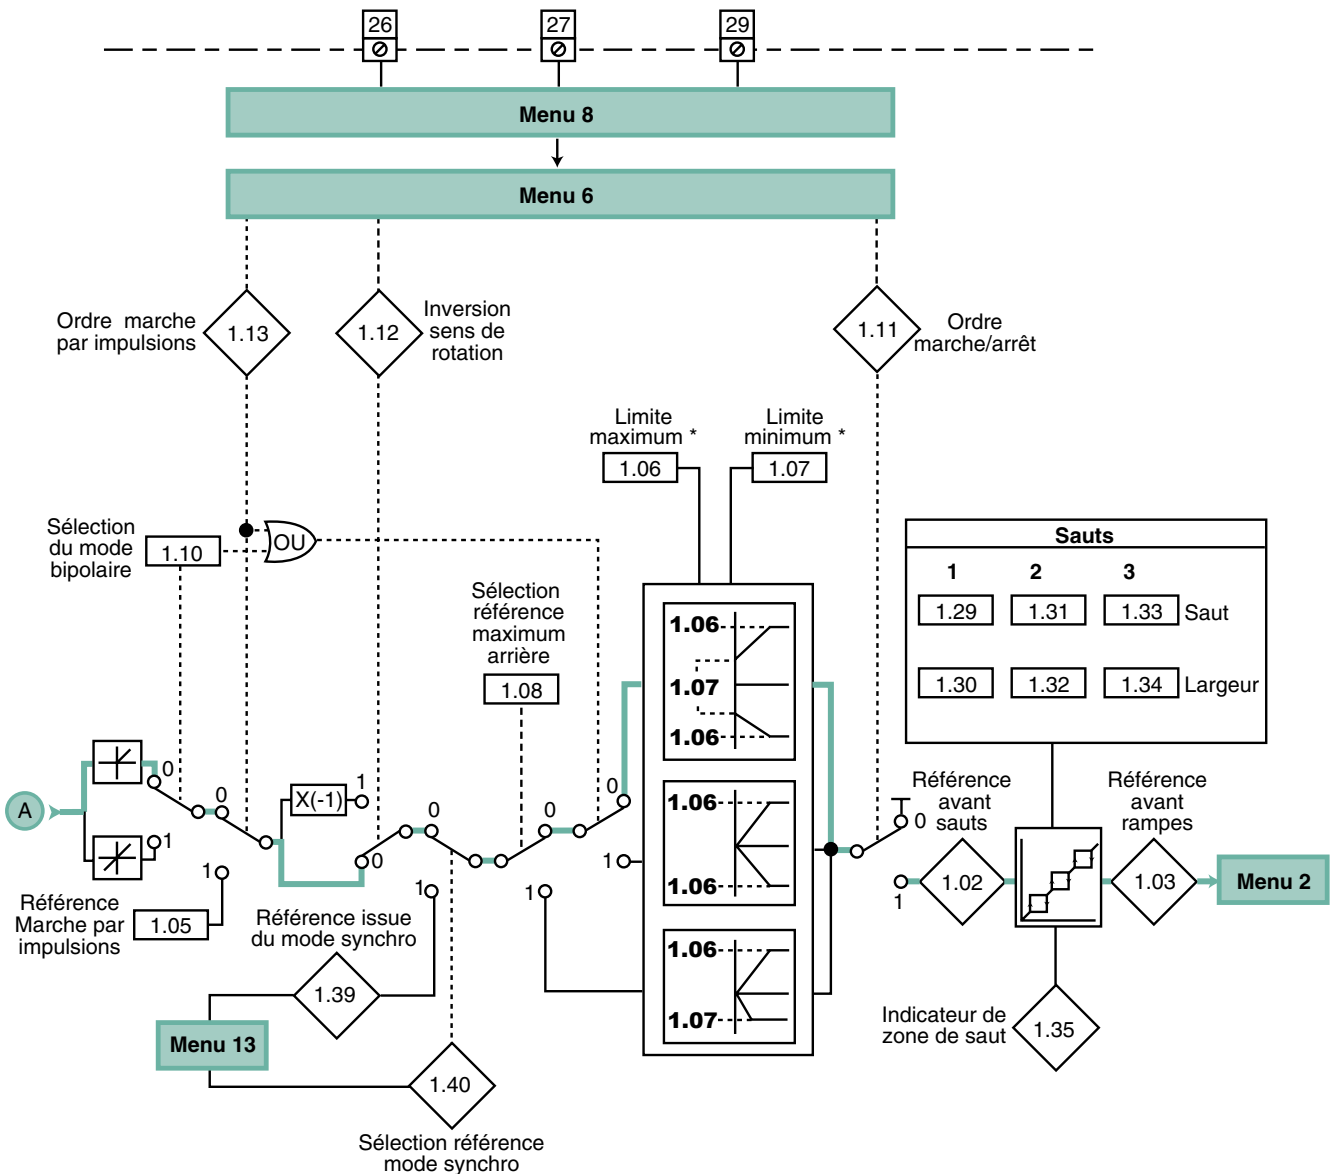 26
27
29
Menu 8
Menu 6
Ordre marche
par impulsions
1.13
1.12
Inversion
sens de
rotation
1.11
Ordre
marche/arrêt
Limite
maximum *
1.06
Limite
minimum *
1.07
Sélection
du mode
bipolaire
1.10
OU
Sélection
référence
maximum
arrière
1.08
1.06
1.07
1.06
1.06
1.06
1.06
1.07
Sauts
1 2 3
1.29 1.31 1.33 Saut
1.30 1.32 1.34 Largeur
A
0
1
0
1
X(-1)
1
0
0
1
0
1
0
1
0
1
Référence
Marche par
impulsions
1.05
Référence issue
du mode synchro
1.39
Menu 13
1.40
Sélection référence
mode synchro
Référence
avant
sauts
1.02
Référence
avant
rampes
1.03
Menu 2
Indicateur de
zone de saut
1.35